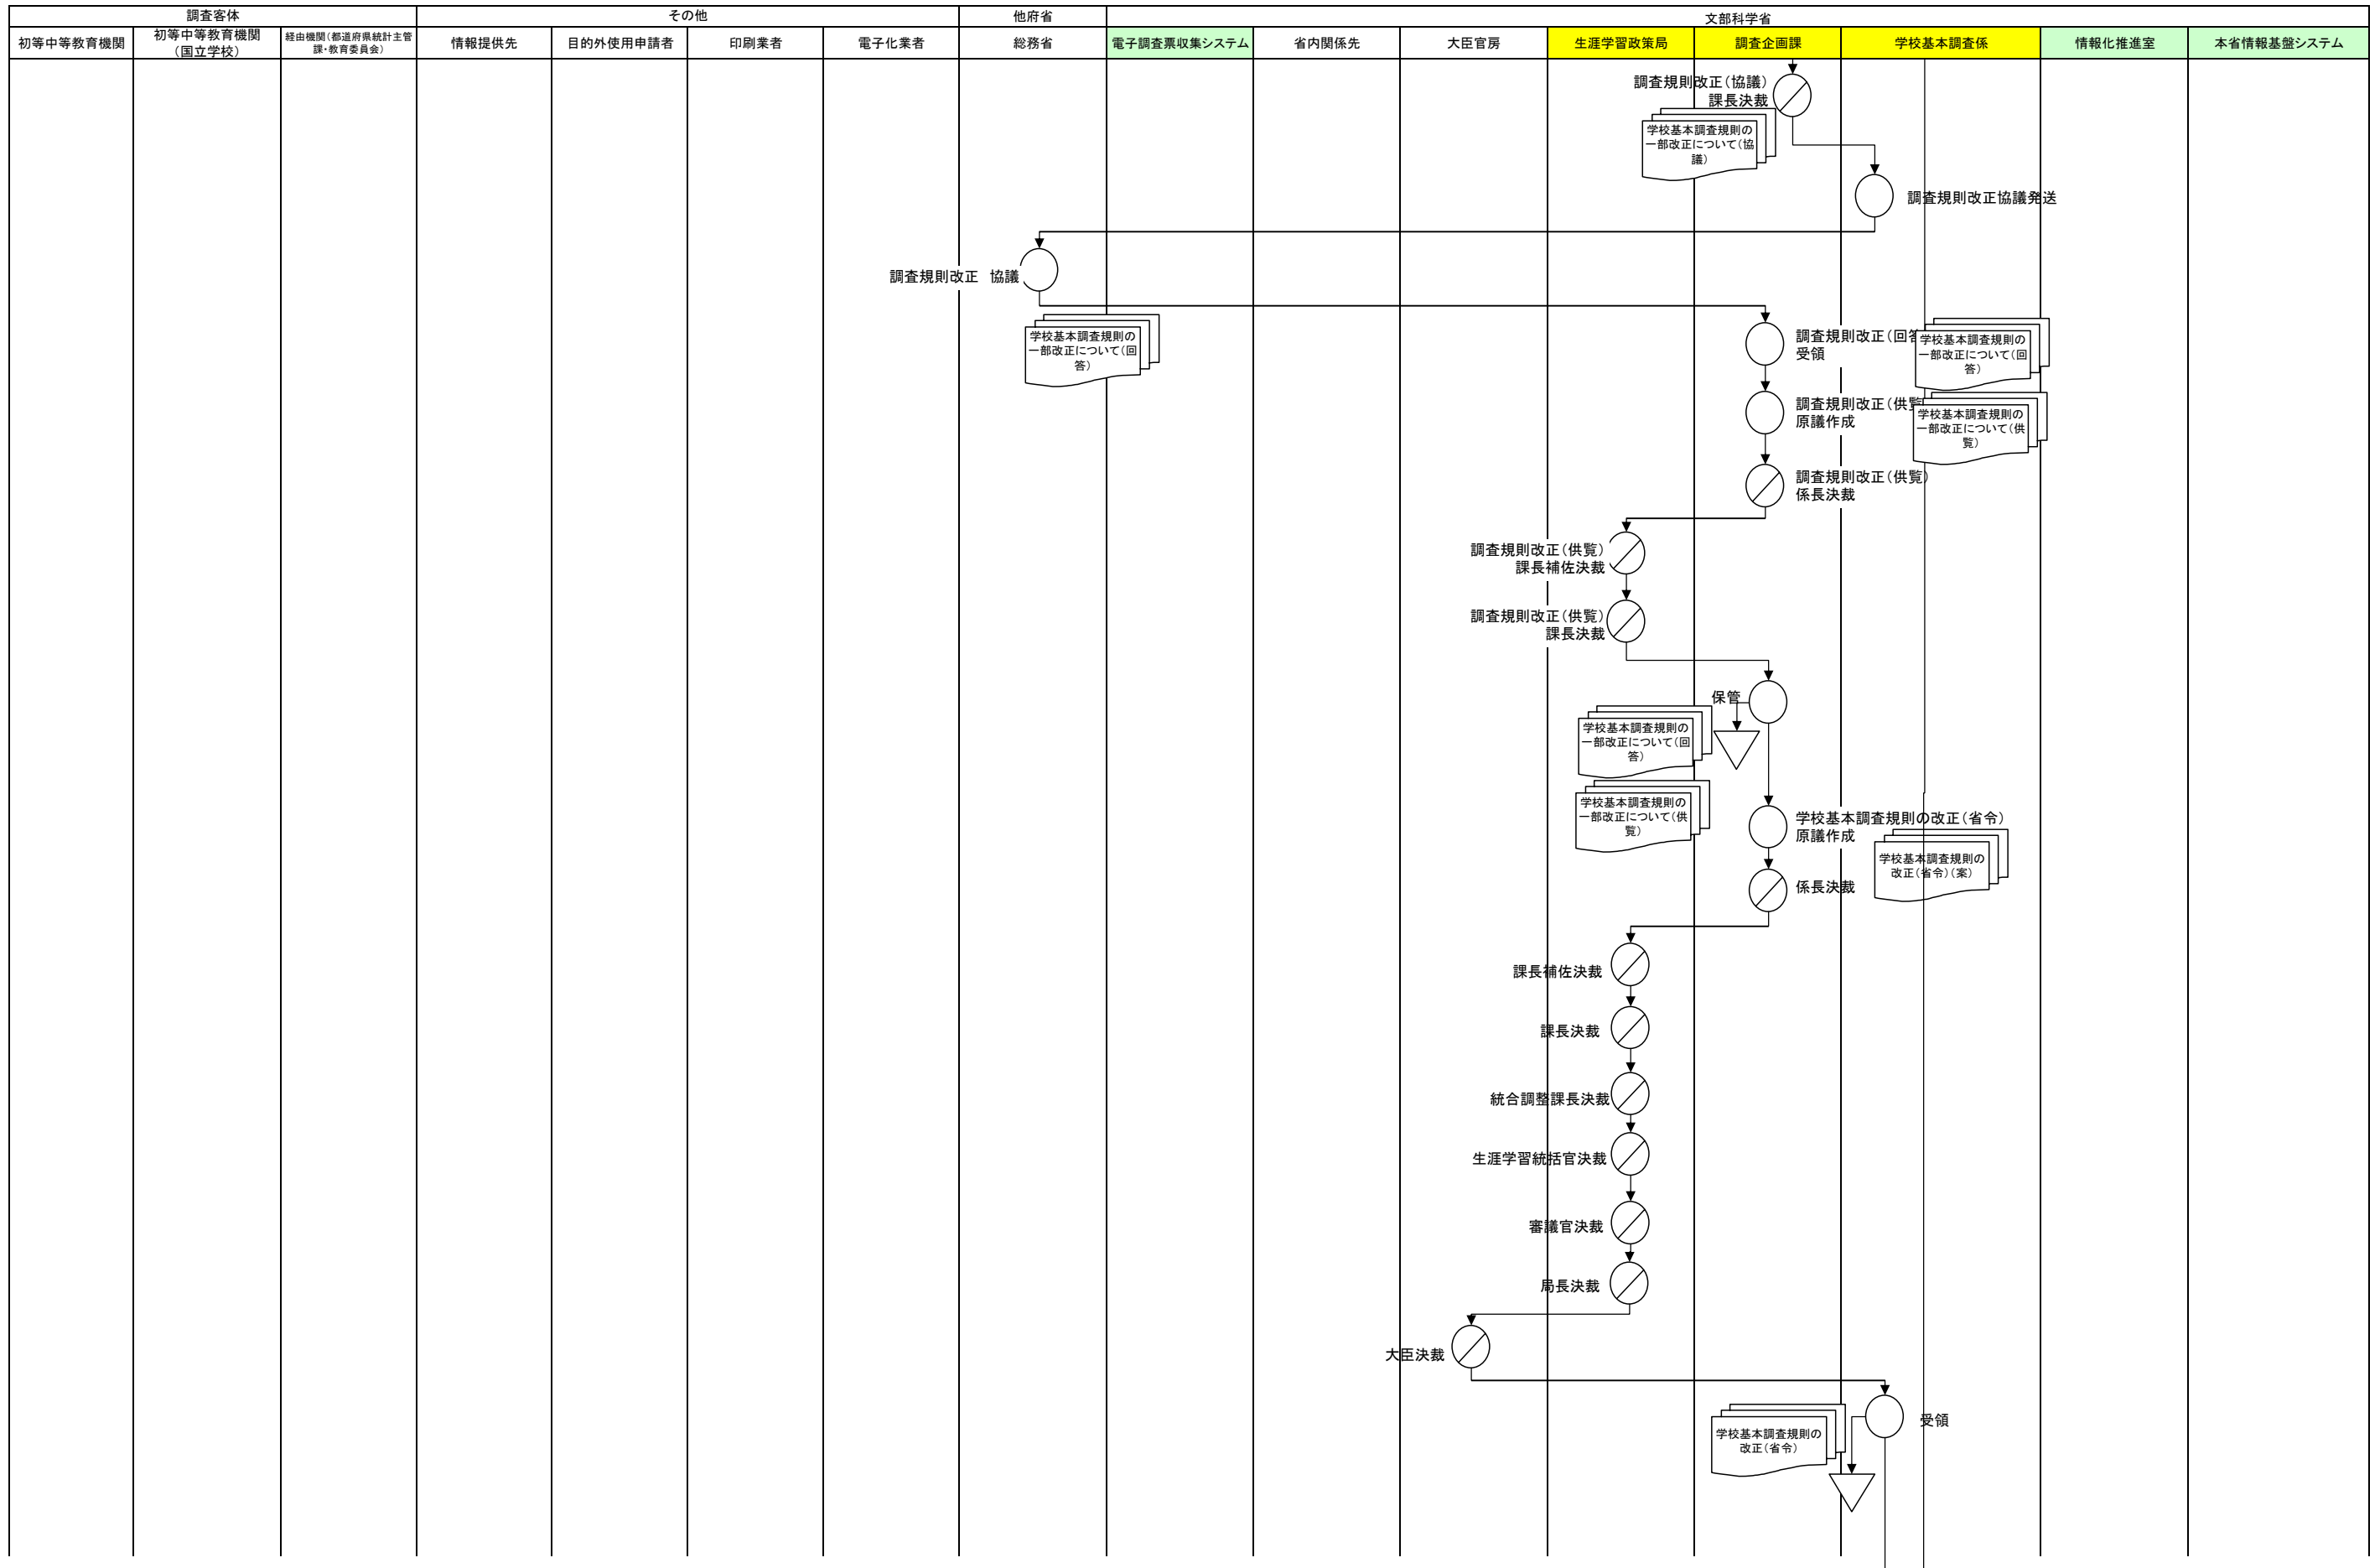 調査客体
その他
他府省
文部科学省
初等中等教育機関
初等中等教育機関
（国立学校）
経由機関（都道府県統計主管
課・教育委員会）
情報提供先
目的外使用申請者
印刷業者
電子化業者
総務省
電子調査票収集システム
省内関係先
大臣官房
生涯学習政策局
調査企画課
学校基本調査係
情報化推進室
本省情報基盤システム
調査規則改正（協議）
課長決裁
学校基本調査規則の
一部改正について（協
議）
調査規則改正協議発送
調査規則改正　協議
学校基本調査規則の
一部改正について（回
答）
調査規則改正（回答
受領
学校基本調査規則の
一部改正について（回
答）
調査規則改正（供覧
原議作成
学校基本調査規則の
一部改正について（供
覧）
調査規則改正（供覧）
係長決裁
調査規則改正（供覧）
課長補佐決裁
調査規則改正（供覧）
課長決裁
保管
学校基本調査規則の
一部改正について（回
答）
学校基本調査規則の
一部改正について（供
覧）
学校基本調査規則の改正（省令）
原議作成
学校基本調査規則の
改正（省令）（案）
係長決裁
課長補佐決裁
課長決裁
統合調整課長決裁
生涯学習統括官決裁
審議官決裁
局長決裁
大臣決裁
受領
学校基本調査規則の
改正（省令）